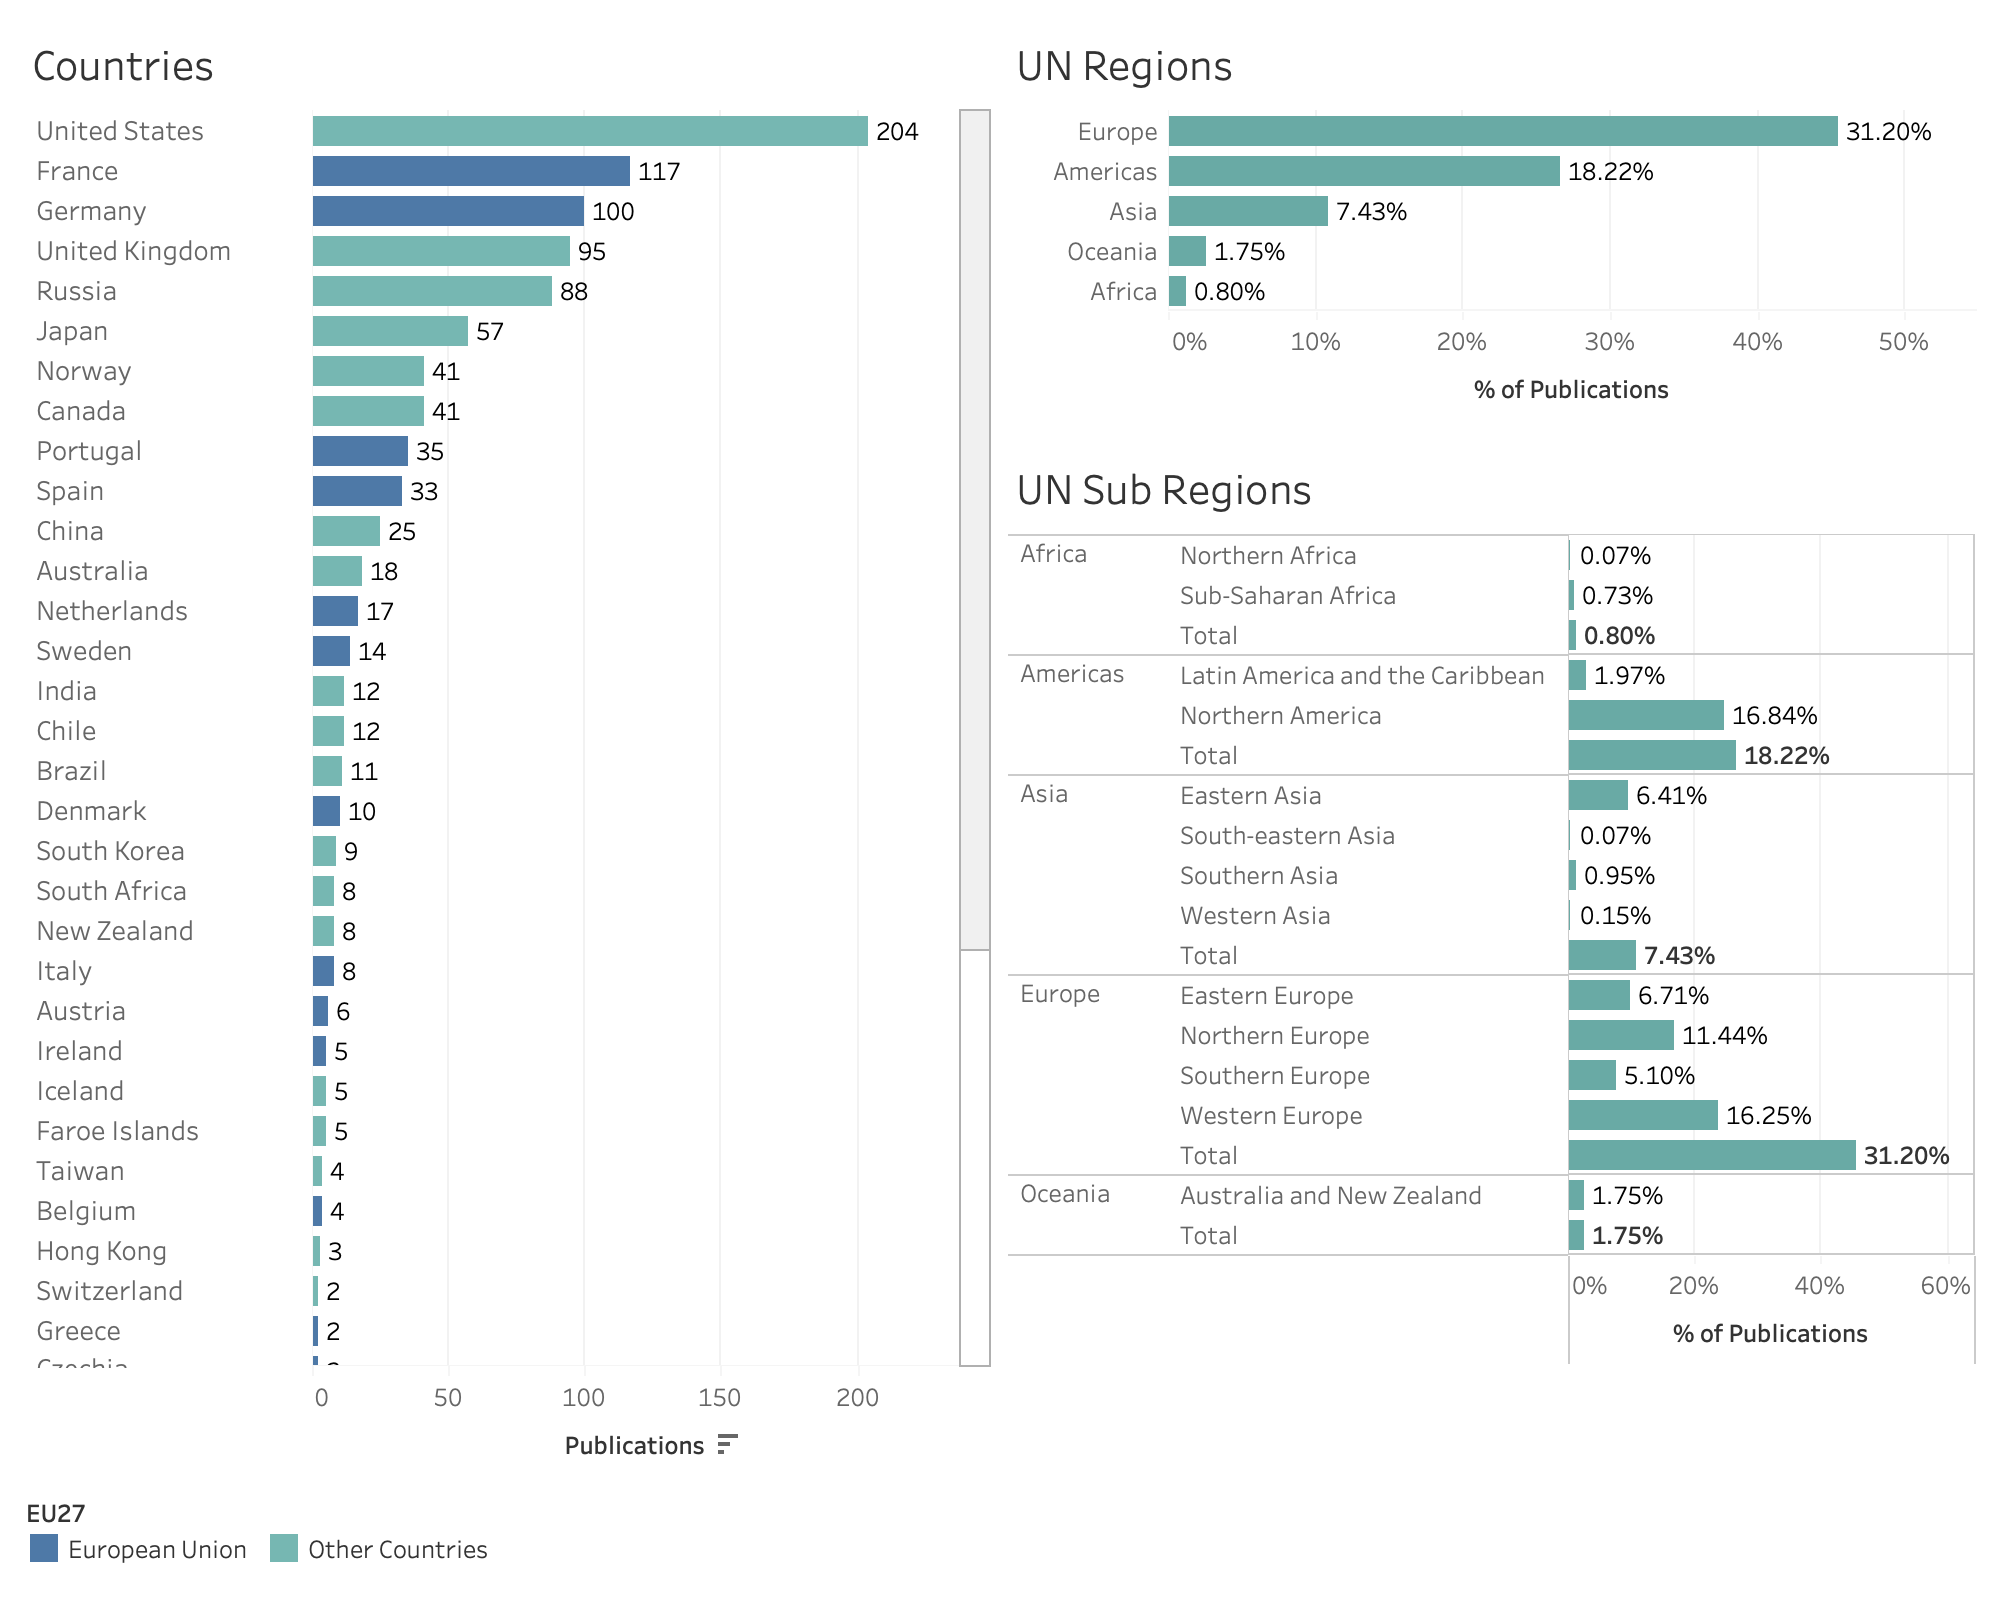 Countries
United States 204
France 117
Germany 100
United Kingdom 95
Russia 88
Japan 57
Norway 41
Canada 41
Portugal 35
Spain 33
China 25
Australia 18
Netherlands 17
Sweden 14
India 12
Chile 12
Brazil 11
Denmark 10
South Korea 9
South Africa 8
New Zealand 8
Italy 8
Austria 6
Ireland 5
Iceland 5
Faroe Islands 5
Taiwan 4
Belgium 4
Hong Kong 3
Switzerland 2
Greece 2
Czechia
0 50 100 150 200
Publications
EU27
European Union Other Countries
UN Regions
Europe 31.20%
Americas 18.22%
Asia 7.43%
Oceania 1.75%
Africa 0.80%
0% 10% 20% 30% 40% 50%
% of Publications
UN Sub Regions
Africa Northern Africa 0.07%
Sub-Saharan Africa 0.73%
Total 0.80%
Americas Latin America and the Caribbean 1.97%
Northern America 16.84%
Total 18.22%
Asia Eastern Asia 6.41%
South-eastern Asia 0.07%
Southern Asia 0.95%
Western Asia 0.15%
Total 7.43%
Europe Eastern Europe 6.71%
Northern Europe 11.44%
Southern Europe 5.10%
Western Europe 16.25%
Total 31.20%
Oceania Australia and New Zealand 1.75%
Total 1.75%
0% 20% 40% 60%
% of Publications